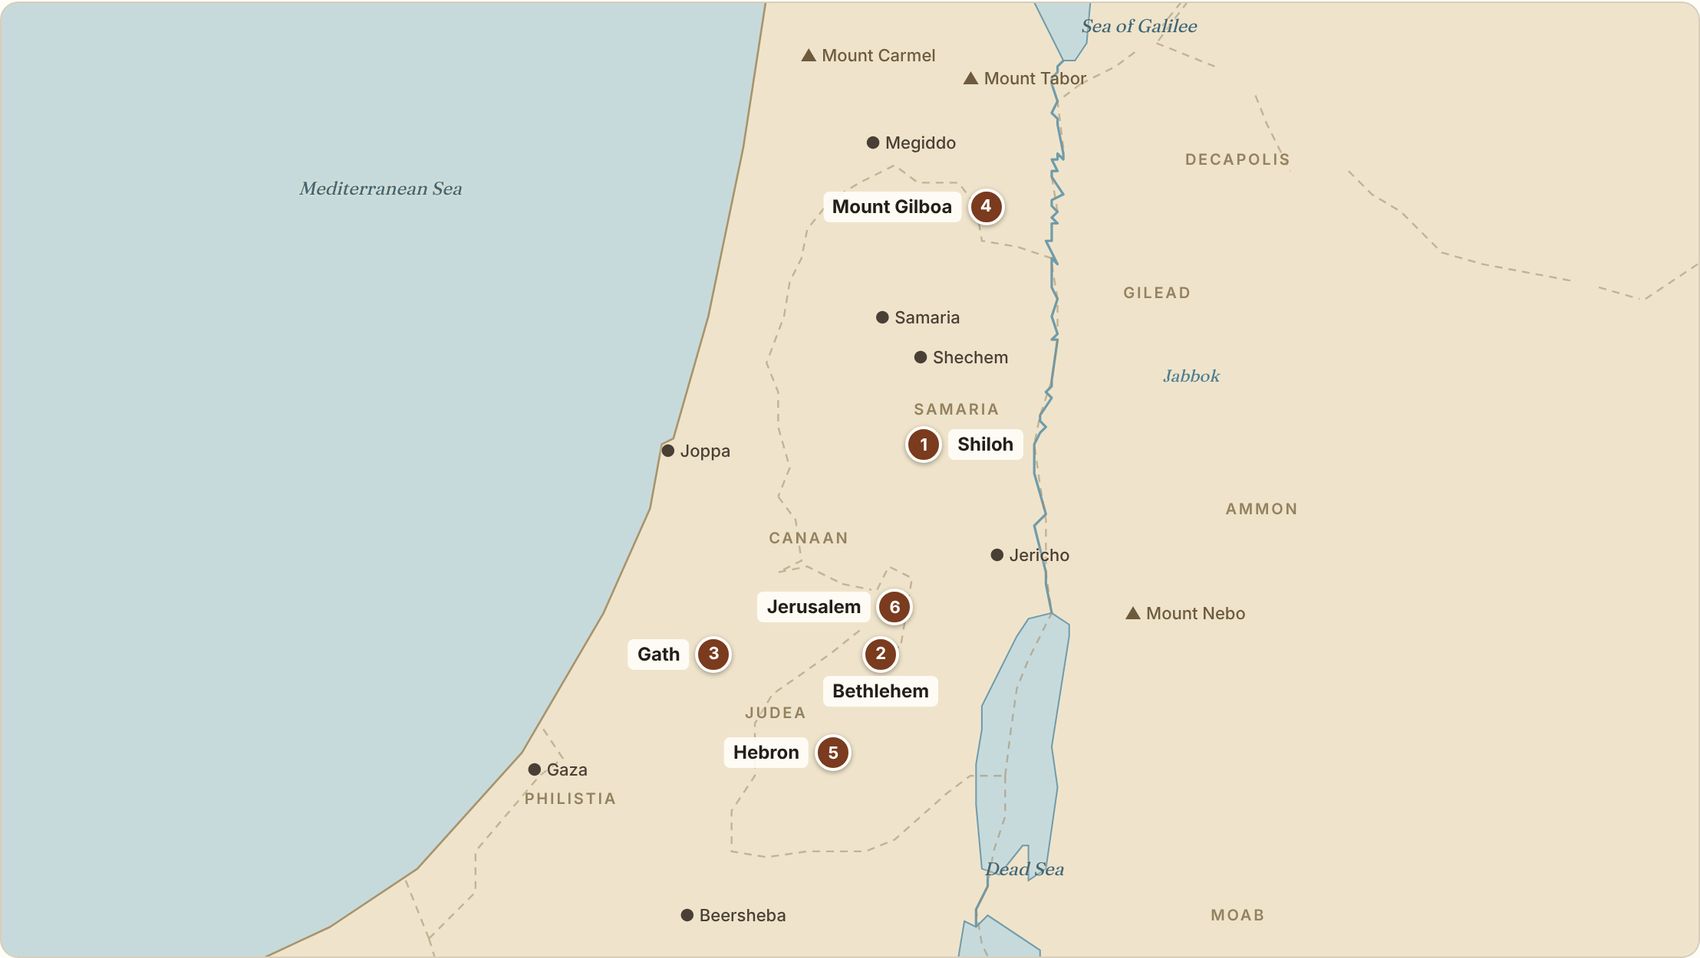 Sea of Galilee
Mount Carmel
Mount Tabor
Megiddo
DECAPOLIS
Mediterranean Sea
Mount Gilboa 4
GILEAD
Samaria
Shechem
Jabbok
SAMARIA
1 Shiloh
Joppa
AMMON
CANAAN
Jericho
Jerusalem 6
Mount Nebo
Gath 3
2
Bethlehem
JUDEA
Hebron 5
Gaza
PHILISTIA
Dead Sea
Beersheba
MOAB